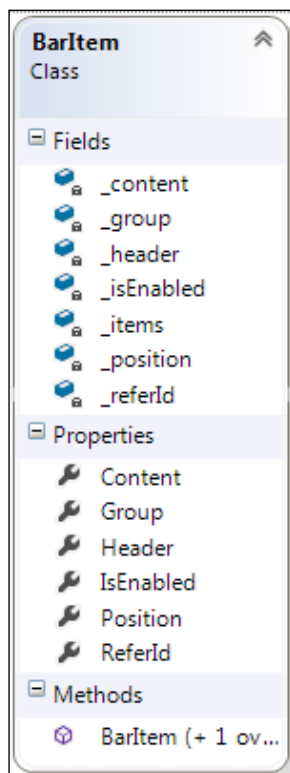 BarItem
Class
Fields
_content
_group
_header
_isEnabled
_items
_position
_referId
Properties
Content
Group
Header
IsEnabled
Position
ReferId
Methods
BarItem (+ 1 ov...